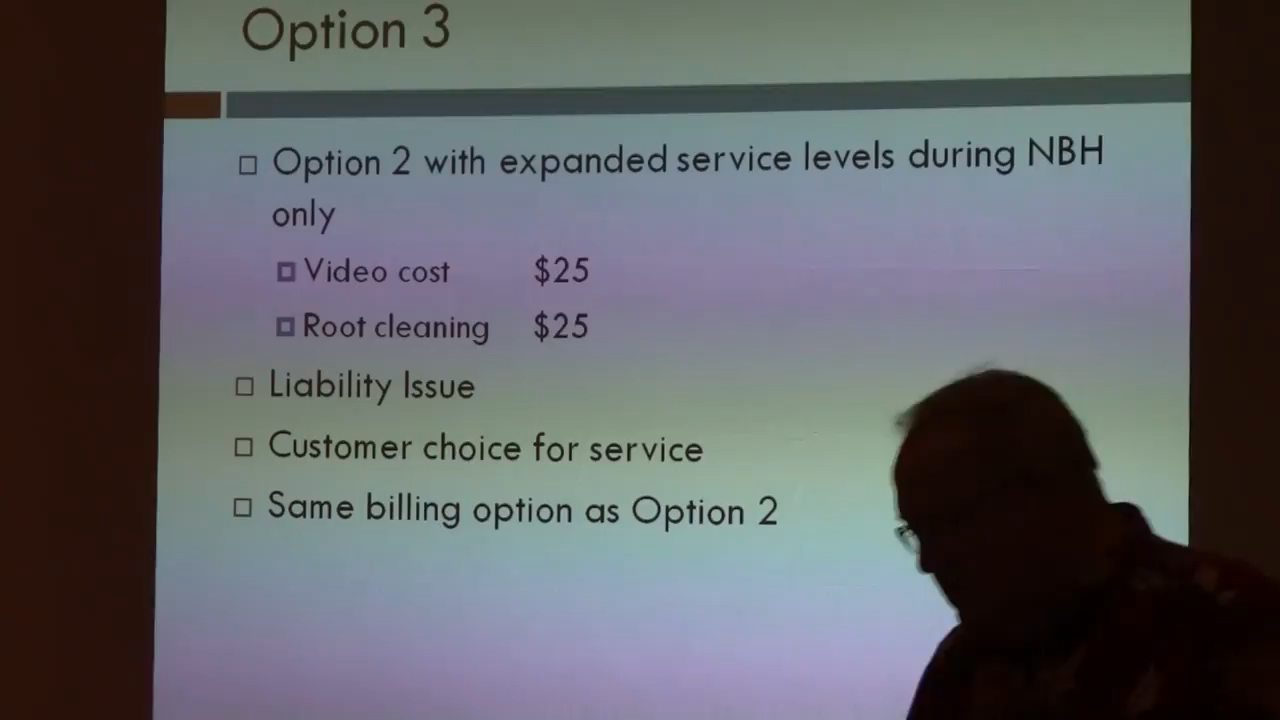 Option 3
Option 2 with expanded service levels during NBH
only
Video cost $25
Root cleaning $25
Liability Issue
Customer choice for service
Same billing option as Option 2